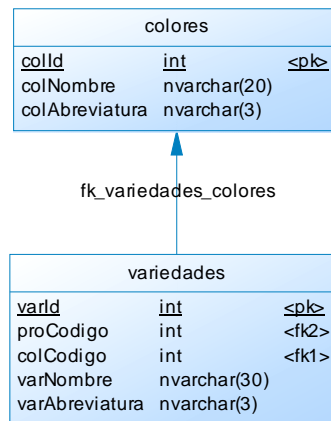 colores
colId int <pk>
colNombre nvarchar(20)
colAbreviatura nvarchar(3)
fk_variedades_colores
variedades
varId int <pk>
proCodigo int <fk2>
colCodigo int <fk1>
varNombre nvarchar(30)
varAbreviatura nvarchar(3)